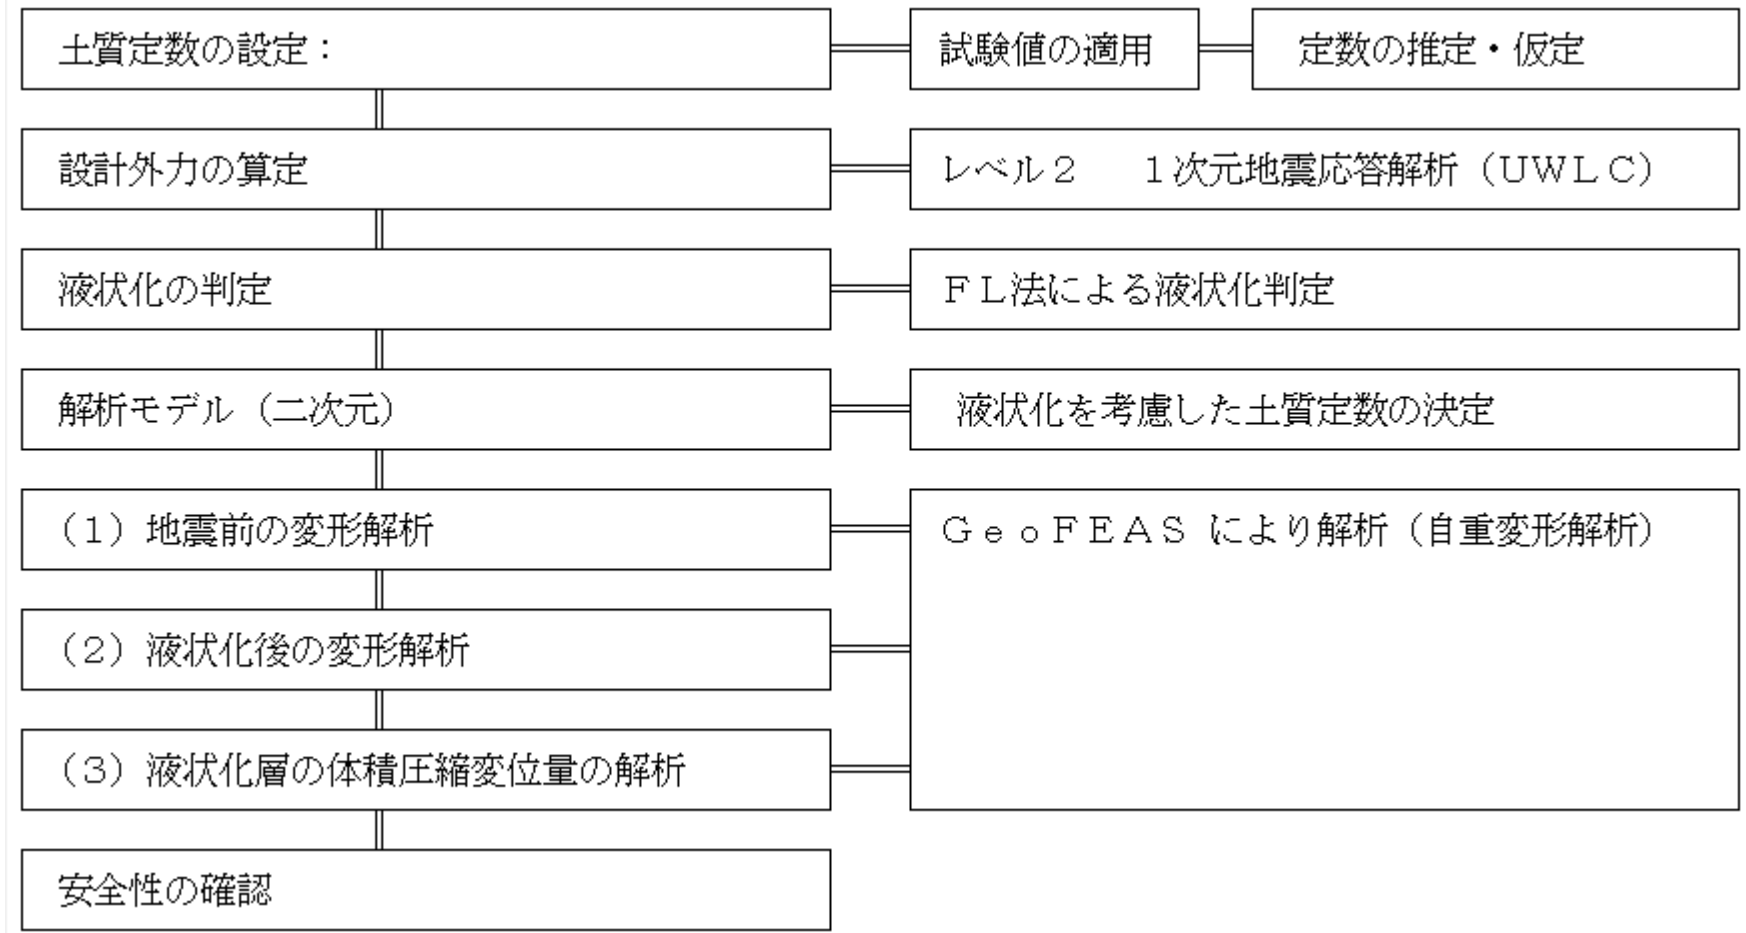 土質定数の設定：
試験値の適用
定数の推定・仮定
設計外力の算定
レベル２　１次元地震応答解析（ＵＷＬＣ）
液状化の判定
ＦＬ法による液状化判定
解析モデル（二次元）
液状化を考慮した土質定数の決定
（１）地震前の変形解析
ＧｅｏＦＥＡＳ により解析（自重変形解析）
（２）液状化後の変形解析
（３）液状化層の体積圧縮変位量の解析
安全性の確認